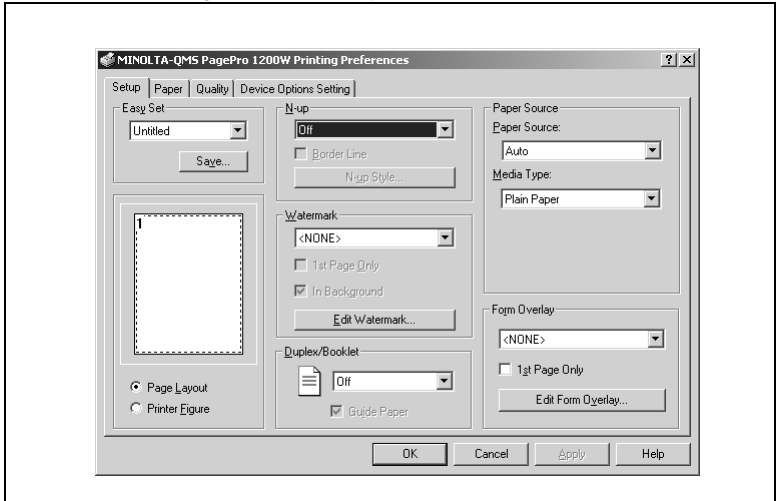 MINOLTA-QMS PagePro 1200W Printing Preferences
Setup
Paper
Quality
Device Options Setting
Easy Set
Untitled
Save...
1
Page Layout
Printer Figure
N-up
Off
Border Line
N-up Style...
Watermark
<NONE>
1st Page Only
In Background
Edit Watermark...
Duplex/Booklet
Off
Guide Paper
Paper Source
Paper Source:
Auto
Media Type:
Plain Paper
Form Overlay
<NONE>
1st Page Only
Edit Form Overlay...
OK
Cancel
Apply
Help